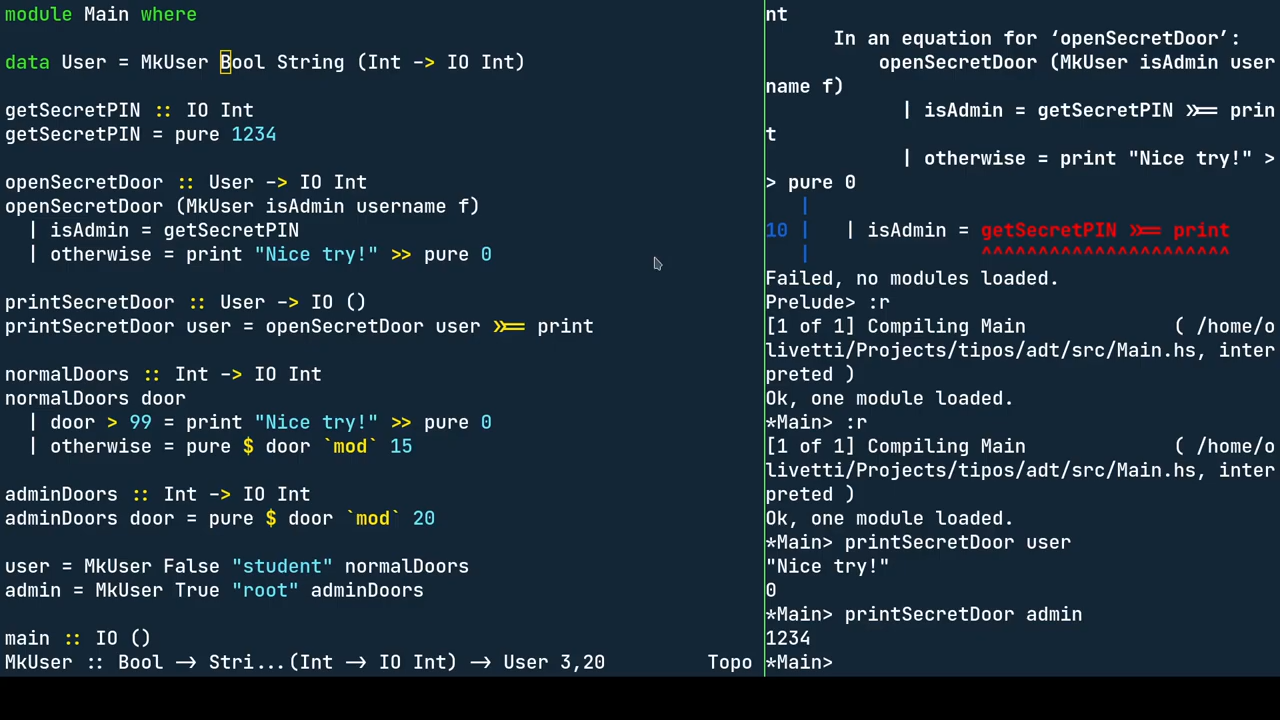 module Main where
data User = MkUser Bool String (Int -> IO Int)
getSecretPIN :: IO Int
getSecretPIN = pure 1234
openSecretDoor :: User -> IO Int
openSecretDoor (MkUser isAdmin username f)
  | isAdmin = getSecretPIN
  | otherwise = print "Nice try!" >> pure 0
printSecretDoor :: User -> IO ()
printSecretDoor user = openSecretDoor user >>= print
normalDoors :: Int -> IO Int
normalDoors door
  | door > 99 = print "Nice try!" >> pure 0
  | otherwise = pure $ door `mod` 15
adminDoors :: Int -> IO Int
adminDoors door = pure $ door `mod` 20
user = MkUser False "student" normalDoors
admin = MkUser True "root" adminDoors
main :: IO ()
MkUser :: Bool -> Stri...(Int -> IO Int) -> User 3,20 Topo
nt
      In an equation for ‘openSecretDoor’:
          openSecretDoor (MkUser isAdmin user
name f)
            | isAdmin = getSecretPIN >>= prin
t
            | otherwise = print "Nice try!" >
> pure 0
   |
10 |   | isAdmin = getSecretPIN >>= print
   |               ^^^^^^^^^^^^^^^^^^^^^^
Failed, no modules loaded.
Prelude> :r
[1 of 1] Compiling Main             ( /home/o
livetti/Projects/tipos/adt/src/Main.hs, inter
preted )
Ok, one module loaded.
*Main> :r
[1 of 1] Compiling Main             ( /home/o
livetti/Projects/tipos/adt/src/Main.hs, inter
preted )
Ok, one module loaded.
*Main> printSecretDoor user
"Nice try!"
0
*Main> printSecretDoor admin
1234
*Main>